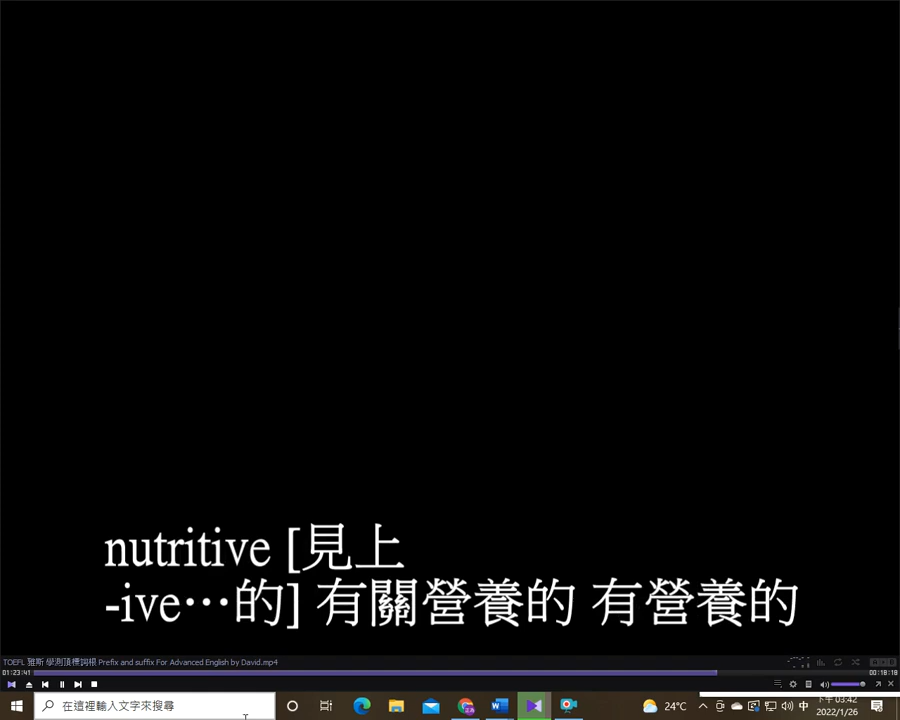 nutritive [見上
-ive…的] 有關營養的 有營養的
TOEFL 雅斯 學測頂標詞根 Prefix and suffix For Advanced English by David.mp4
01:23:41
00:18:18
在這裡輸入文字來搜尋
24°C
中
下午 03:42
2022/1/26